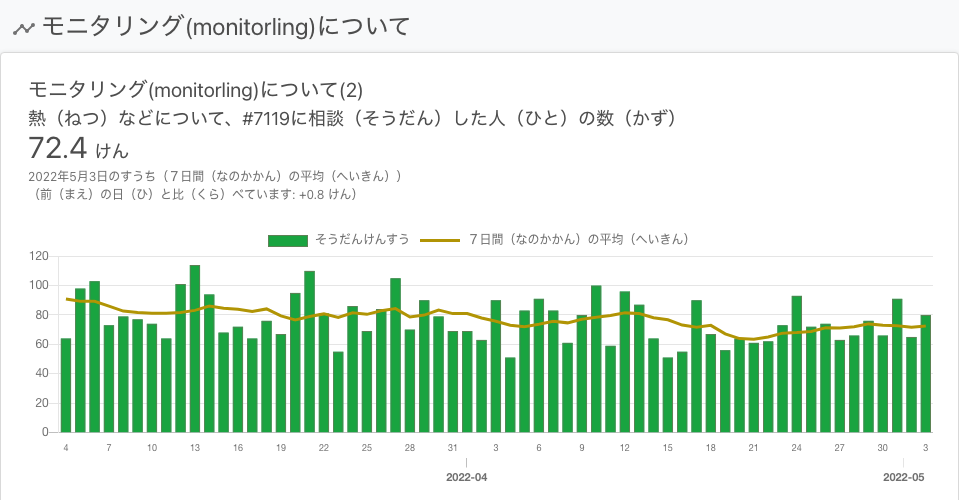 モニタリング(monitorling)について
モニタリング(monitorling)について(2)
熱（ねつ）などについて、#7119に相談（そうだん）した人（ひと）の数（かず）
72.4 けん
2022年5月3日のすうち（７日間（なのかかん）の平均（へいきん））
（前（まえ）の日（ひ）と比（くら）べています: +0.8 けん）
そうだんけんすう ７日間（なのかかん）の平均（へいきん）
120
100
80
60
40
20
0
4 7 10 13 16 19 22 25 28 31 3 6 9 12 15 18 21 24 27 30 3
2022-04 2022-05